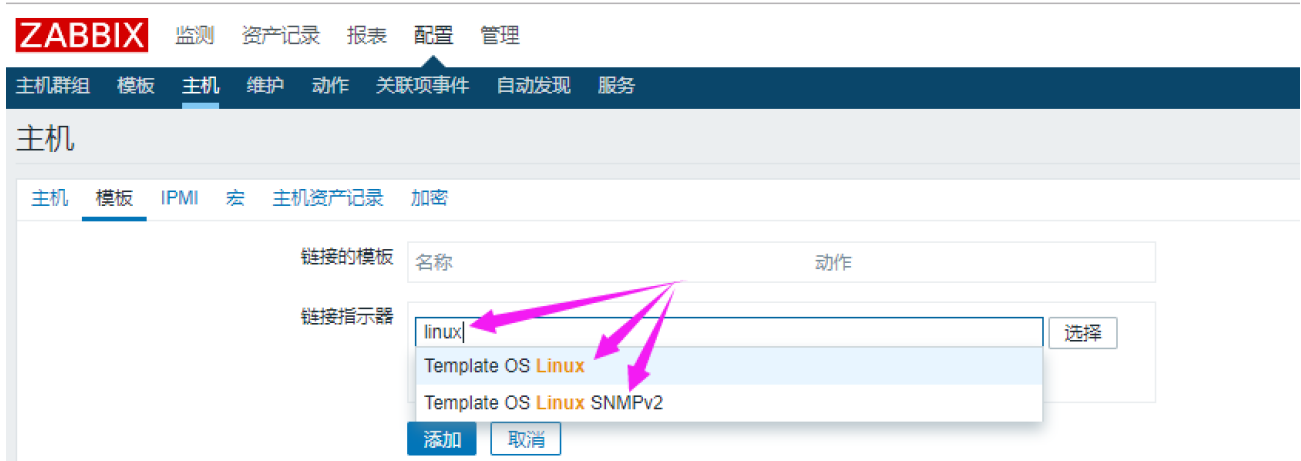 ZABBIX 监测 资产记录 报表 配置 管理
主机群组 模板 主机 维护 动作 关联项事件 自动发现 服务
主机
主机 模板 IPMI 宏 主机资产记录 加密
链接的模板 名称 动作
链接指示器
linux 选择
Template OS Linux
Template OS Linux SNMPv2
添加 取消